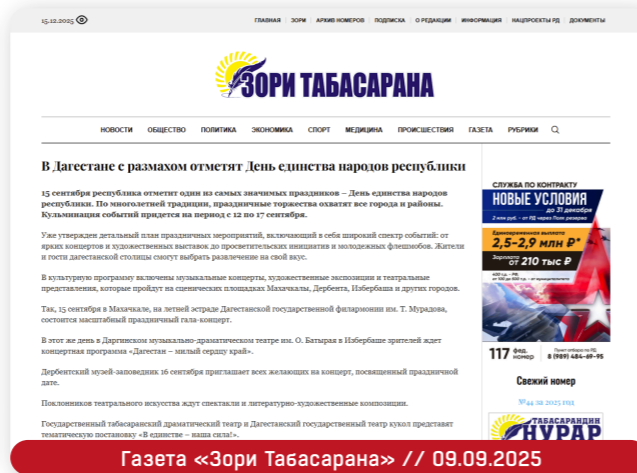 15.12.2025
ГЛАВНАЯ ЗОРИ АРХИВ НОМЕРОВ ПОДПИСКА О РЕДАКЦИИ ИНФОРМАЦИЯ НАЦПРОЕКТЫ РД ДОКУМЕНТЫ
ЗОРИ ТАБАСАРАНА
НОВОСТИ ОБЩЕСТВО ПОЛИТИКА ЭКОНОМИКА СПОРТ МЕДИЦИНА ПРОИСШЕСТВИЯ ГАЗЕТА РУБРИКИ
В Дагестане с размахом отметят День единства народов республики
15 сентября республика отметит один из самых значимых праздников – День единства народов
республики. По многолетней традиции, праздничные торжества охватят все города и районы.
Кульминация событий придется на период с 12 по 17 сентября.
Уже утвержден детальный план праздничных мероприятий, включающий в себя широкий спектр событий: от
ярких концертов и художественных выставок до просветительских инициатив и молодежных флешмобов. Жители
и гости дагестанской столицы смогут выбрать развлечение на свой вкус.
В культурную программу включены музыкальные концерты, художественные экспозиции и театральные
представления, которые пройдут на сценических площадках Махачкалы, Дербента, Избербаша и других городов.
Так, 15 сентября в Махачкале, на летней эстраде Дагестанской государственной филармонии им. Т. Мурадова,
состоится масштабный праздничный гала-концерт.
В этот же день в Даргинском музыкально-драматическом театре им. О. Батырая в Избербаше зрителей ждет
концертная программа «Дагестан – милый сердцу край».
Дербентский музей-заповедник 16 сентября приглашает всех желающих на концерт, посвященный праздничной
дате.
Поклонников театрального искусства ждут спектакли и литературно-художественные композиции.
Государственный табасаранский драматический театр и Дагестанский государственный театр кукол представят
тематическую постановку «В единстве – наша сила!».
СЛУЖБА ПО КОНТРАКТУ
НОВЫЕ УСЛОВИЯ
до 31 декабря
Единовременная выплата
2,5–2,9 млн ₽*
Зарплата
от 210 тыс ₽
117 фед. номер
8 (989) 484-69-95
Свежий номер
№44 32 2025 год
ТАБАСАРАНДИН
НУРАР
Газета «Зори Табасарана» // 09.09.2025